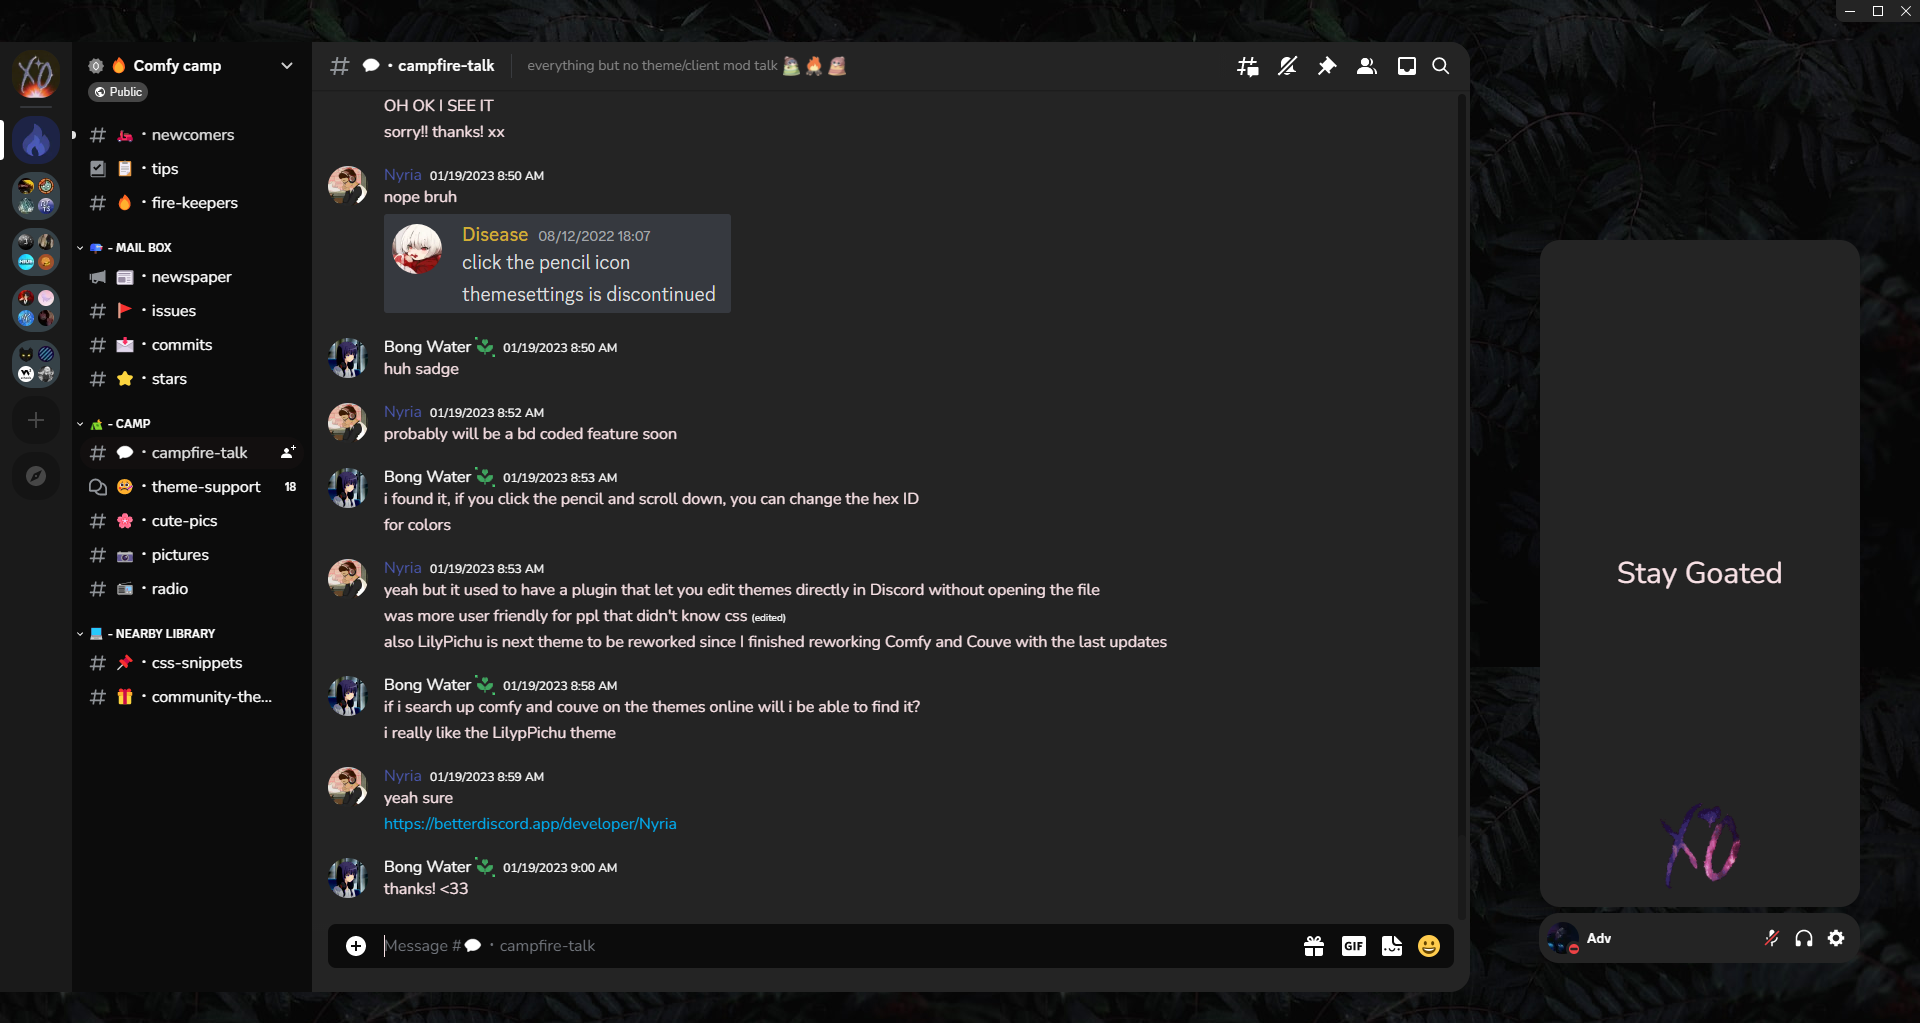 Comfy camp
Public
newcomers
tips
fire-keepers
- MAIL BOX
newspaper
issues
commits
stars
- CAMP
campfire-talk
theme-support 18
cute-pics
pictures
radio
- NEARBY LIBRARY
css-snippets
community-the...
campfire-talk everything but no theme/client mod talk
OH OK I SEE IT
sorry!! thanks! xx
Nyria 01/19/2023 8:50 AM
nope bruh
Disease 08/12/2022 18:07
click the pencil icon
themesettings is discontinued
Bong Water 01/19/2023 8:50 AM
huh sadge
Nyria 01/19/2023 8:52 AM
probably will be a bd coded feature soon
Bong Water 01/19/2023 8:53 AM
i found it, if you click the pencil and scroll down, you can change the hex ID
for colors
Nyria 01/19/2023 8:53 AM
yeah but it used to have a plugin that let you edit themes directly in Discord without opening the file
was more user friendly for ppl that didn't know css (edited)
also LilyPichu is next theme to be reworked since I finished reworking Comfy and Couve with the last updates
Bong Water 01/19/2023 8:58 AM
if i search up comfy and couve on the themes online will i be able to find it?
i really like the LilypPichu theme
Nyria 01/19/2023 8:59 AM
yeah sure
https://betterdiscord.app/developer/Nyria
Bong Water 01/19/2023 9:00 AM
thanks! <33
Message # · campfire-talk
GIF
Stay Goated
XO
Adv